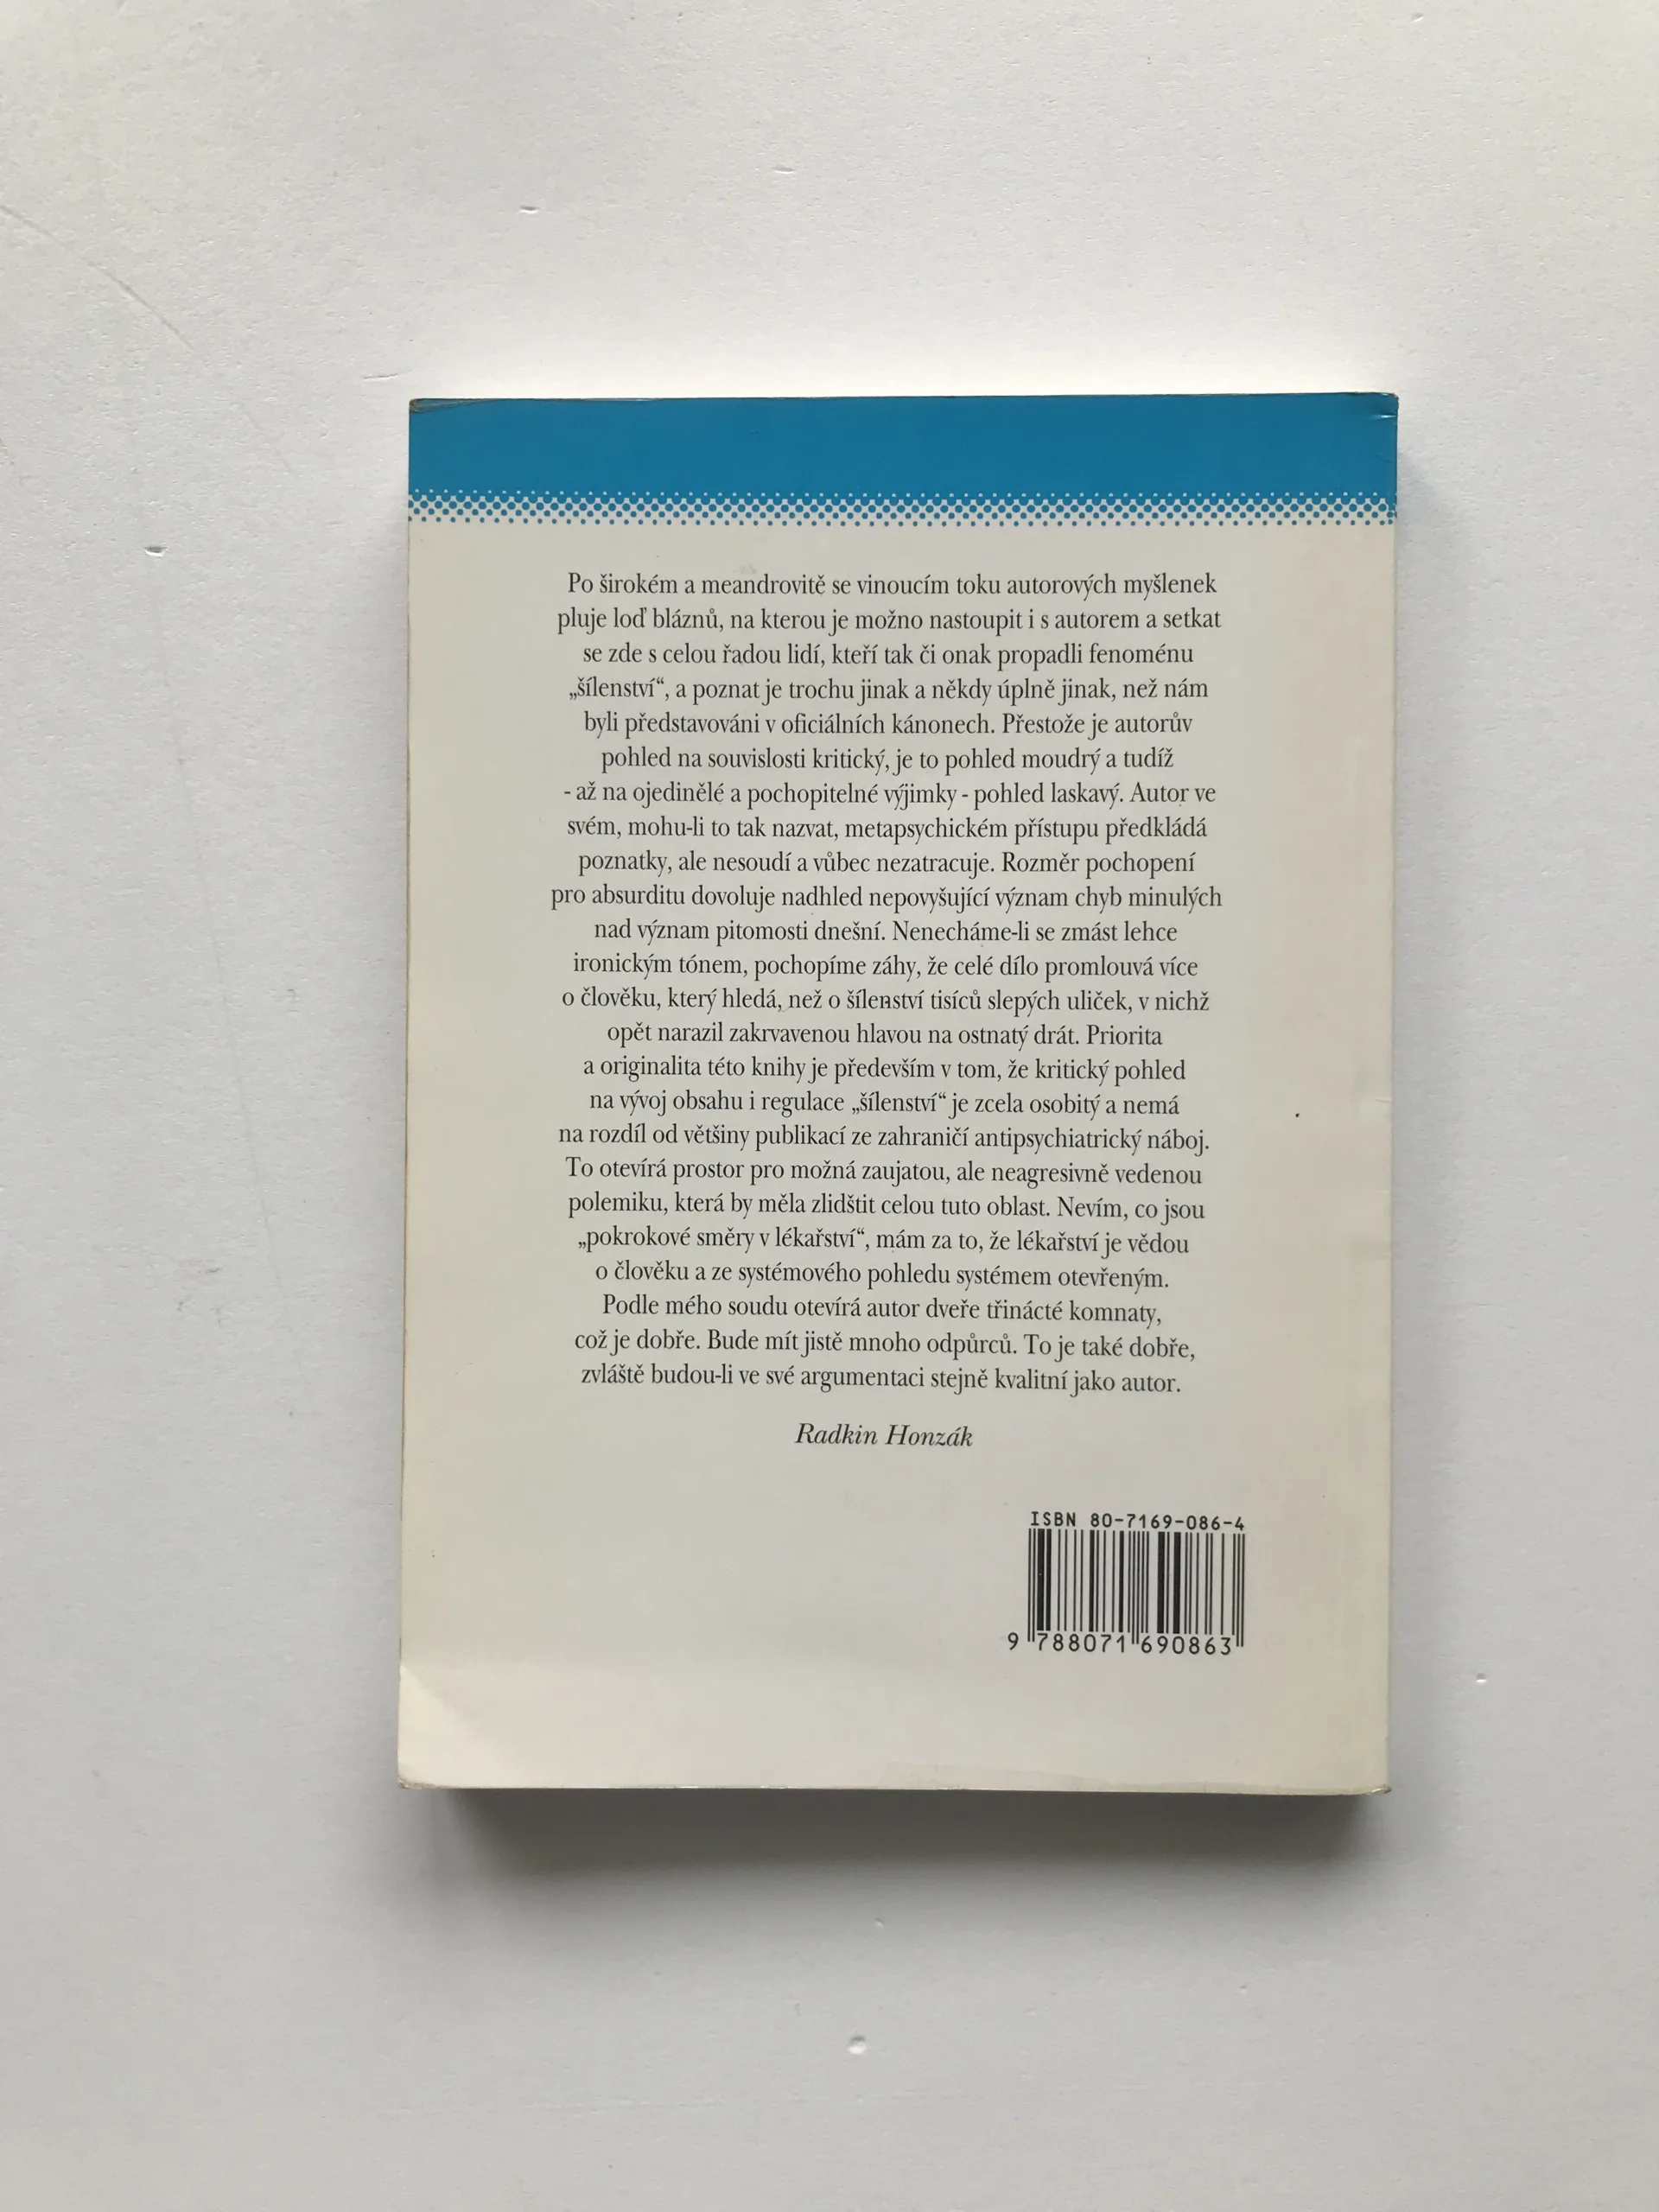 Po širokém a meandrovitě se vinoucím toku autorových myšlenek
pluje loď bláznů, na kterou je možno nastoupit i s autorem a setkat
se zde s celou řadou lidí, kteří tak či onak propadli fenoménu
„šílenství“, a poznat je trochu jinak a někdy úplně jinak, než nám
byli představováni v oficiálních kánonech. Přestože je autorův
pohled na souvislosti kritický, je to pohled moudrý a tudíž
- až na ojedinělé a pochopitelné výjimky - pohled laskavý. Autor ve
svém, mohu-li to tak nazvat, metapsychickém přístupu předkládá
poznatky, ale nesoudí a vůbec nezatracuje. Rozměr pochopení
pro absurditu dovoluje nadhled nepovyšující význam chyb minulých
nad význam pitomosti dnešní. Nenecháme-li se zmást lehce
ironickým tónem, pochopíme záhy, že celé dílo promlouvá více
o člověku, který hledá, než o šílenství tisíců slepých uliček, v nichž
opět narazil zakrvavenou hlavou na ostnatý drát. Priorita
a originalita této knihy je především v tom, že kritický pohled
na vývoj obsahu i regulace „šílenství“ je zcela osobitý a nemá
na rozdíl od většiny publikací ze zahraničí antipsychiatrický náboj.
To otevírá prostor pro možná zaujatou, ale neagresivně vedenou
polemiku, která by měla zlidštit celou tuto oblast. Nevím, co jsou
„pokrokové směry v lékařství“, mám za to, že lékařství je vědou
o člověku a ze systémového pohledu systémem otevřeným.
Podle mého soudu otevírá autor dveře třinácté komnaty,
což je dobře. Bude mít jistě mnoho odpůrců. To je také dobře,
zvláště budou-li ve své argumentaci stejně kvalitní jako autor.
Radkin Honzák
ISBN 80-7169-086-4
9 788071 690863